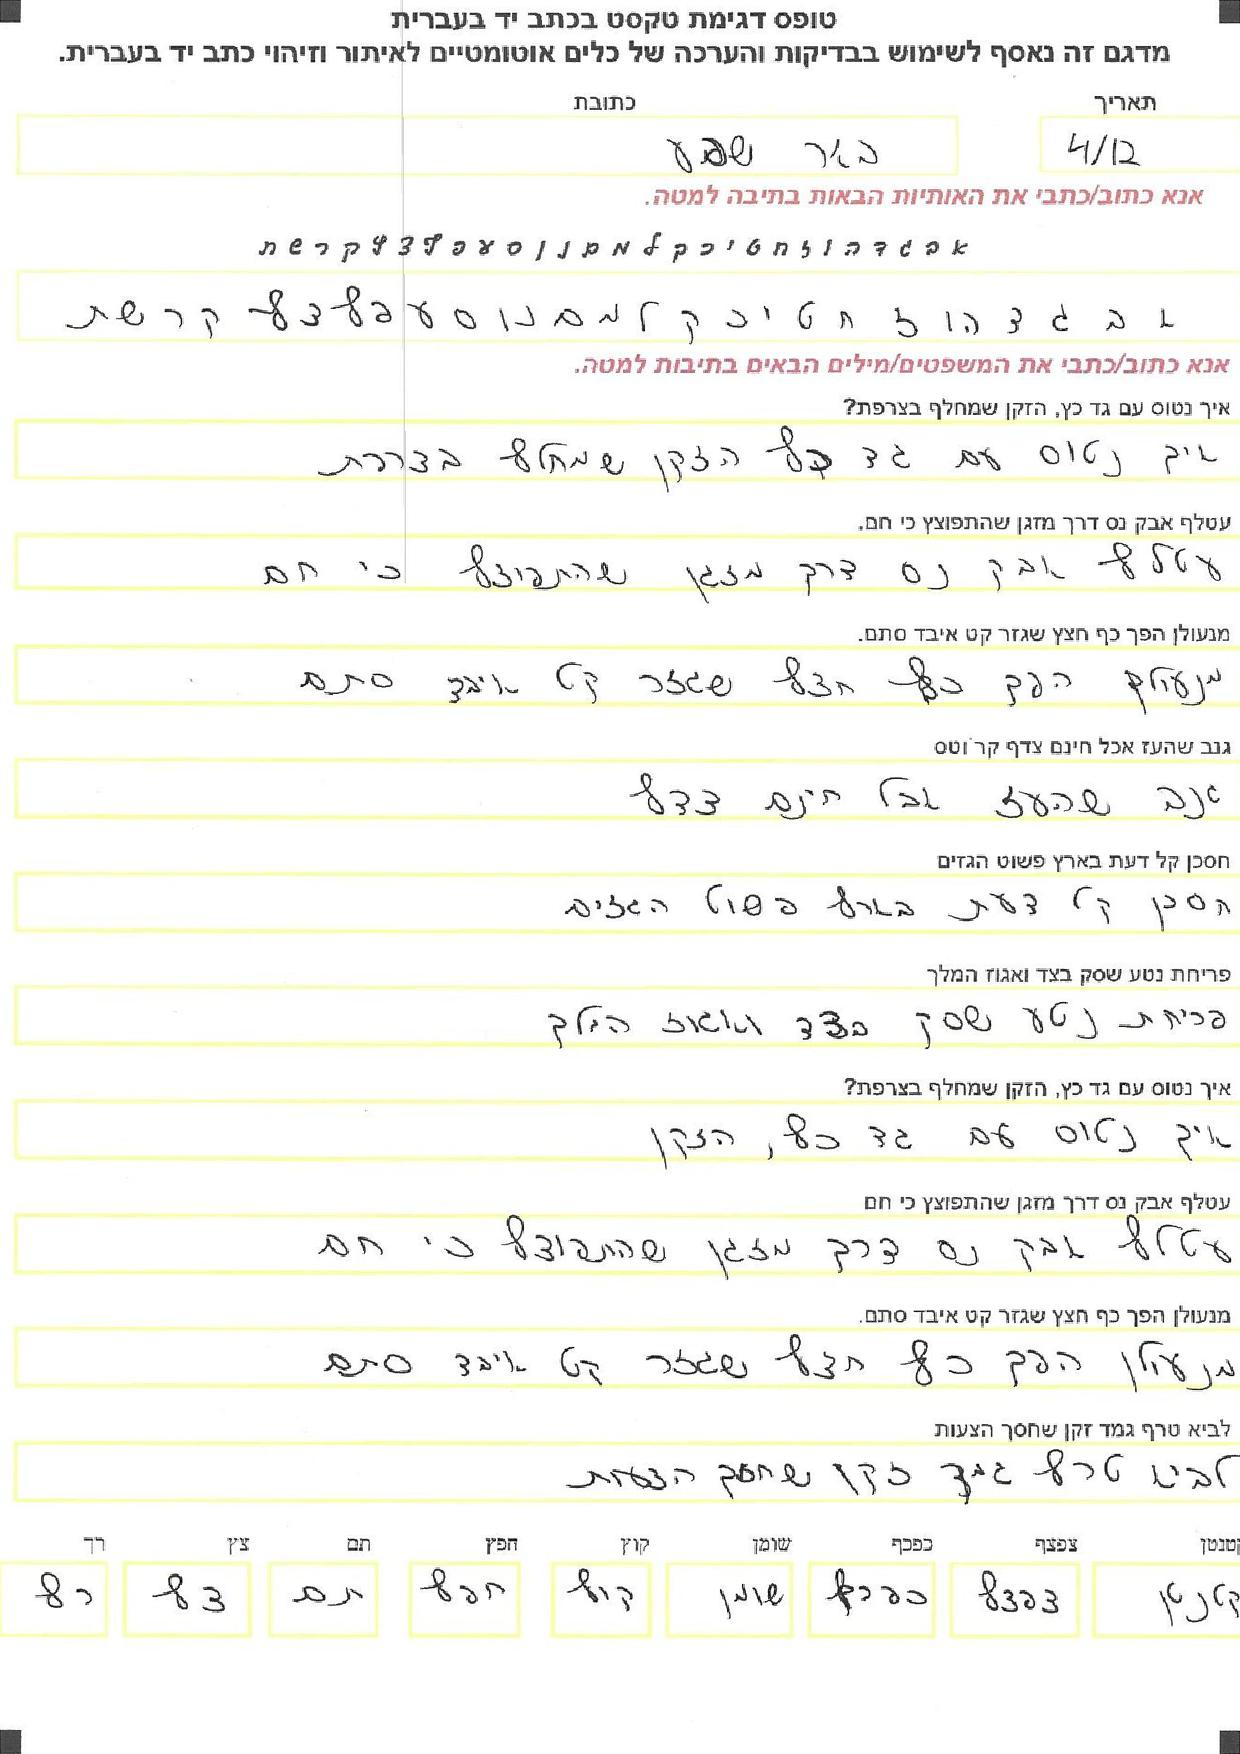 טופס דגימת טקסט בכתב יד בעברית
מדגם זה נאסף לשימוש בבדיקות והערכה של כלים אוטומטיים לאיתור וזיהוי כתב יד בעברית.
תאריך כתובת
4/12 באר שבע
אנא כתוב/כתבי את האותיות הבאות בתיבה למטה.
א ב ג ד ה ו ז ח ט י כ ך ל מ ם נ ן ס ע פ ף צ ץ ק ר ש ת
א ב ג ד ה ו ז ח ט י כ ך ל מ ם נ ן ס ע פ ף צ ץ ק ר ש ת
אנא כתוב/כתבי את המשפטים/מילים הבאים בתיבות למטה.
איך נטוס עם גד כץ, הזקן שמחלף בצרפת?
איך נטוס עם גד כץ הזקן שמחלף
עטלף אבק נס דרך מזגן שהתפוצץ כי חם.
עטלף אבק נס דרך מזגן כי חם
מנעולן הפך כף חצץ שגזר קט איבד סתם.
הפך כף חצץ שגזר קט איבד סתם
גנב שהעז אכל חינם צדף קר וטס
גנב שהעז אכל חינם צדף
חסכן קל דעת בארץ פשוט הגזים
חסכן קל דעת בארץ פשוט הגזים
פריחת נטע שסק בצד ואגוז המלך
פריחת נטע שסק בצד ואגוז המלך
איך נטוס עם גד כץ, הזקן שמחלף בצרפת?
איך נטוס עם גד כץ, הזקן
עטלף אבק נס דרך מזגן שהתפוצץ כי חם
עטלף אבק נס דרך מזגן שהתפוצץ כי חם
מנעולן הפך כף חצץ שגזר קט איבד סתם.
מנעולן הפך כף חצץ שגזר קט איבד סתם
לביא טרף גמד זקן שחסך הצעות
לביא טרף גמד זקן שחסך הצעות
קטנטן צפצף כפכף שומן קוץ חפץ תם צץ רך
קטנטן צפצף כפכף שומן קוץ חפץ תם צץ רף